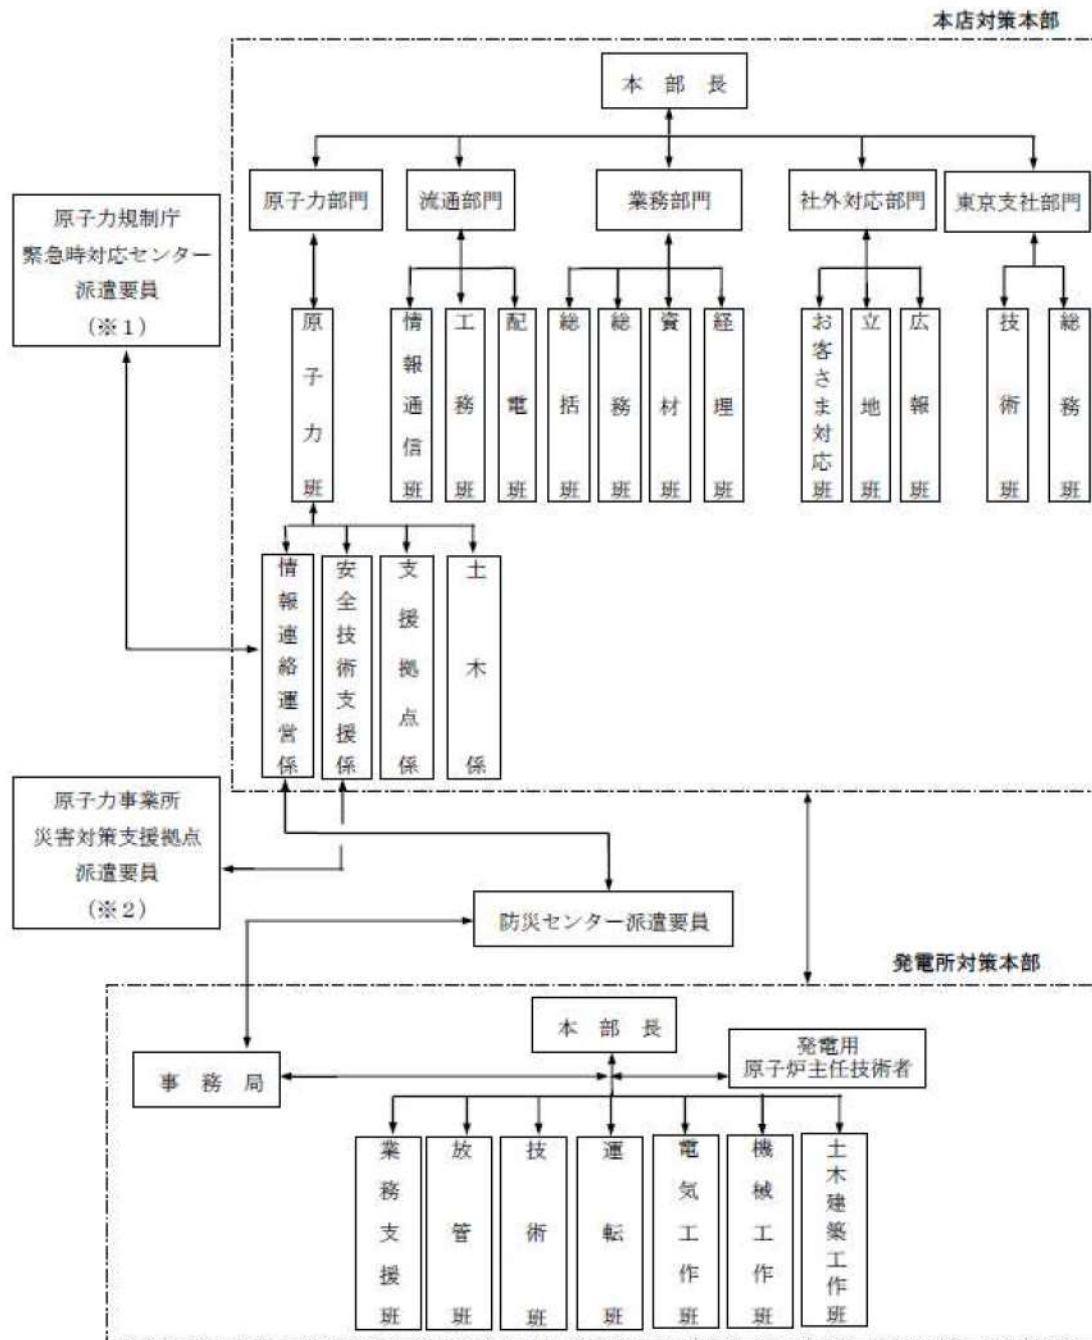 本店対策本部
本部長
原子力部門
流通部門
業務部門
社外対応部門
東京支社部門
原子力規制庁
緊急時対応センター
派遣要員
(※1)
原子力班
情報通信班
工務班
配電班
総括班
総務班
資材班
経理班
お客さま対応班
立地班
広報班
技術班
総務班
情報連絡運営係
安全技術支援係
支援拠点係
土木係
原子力事業所
災害対策支援拠点
派遣要員
(※2)
防災センター派遣要員
発電所対策本部
本部長
発電用
原子炉主任技術者
事務局
業務支援班
放管班
技術班
運転班
電気工作班
機械工作班
土木建築工作班